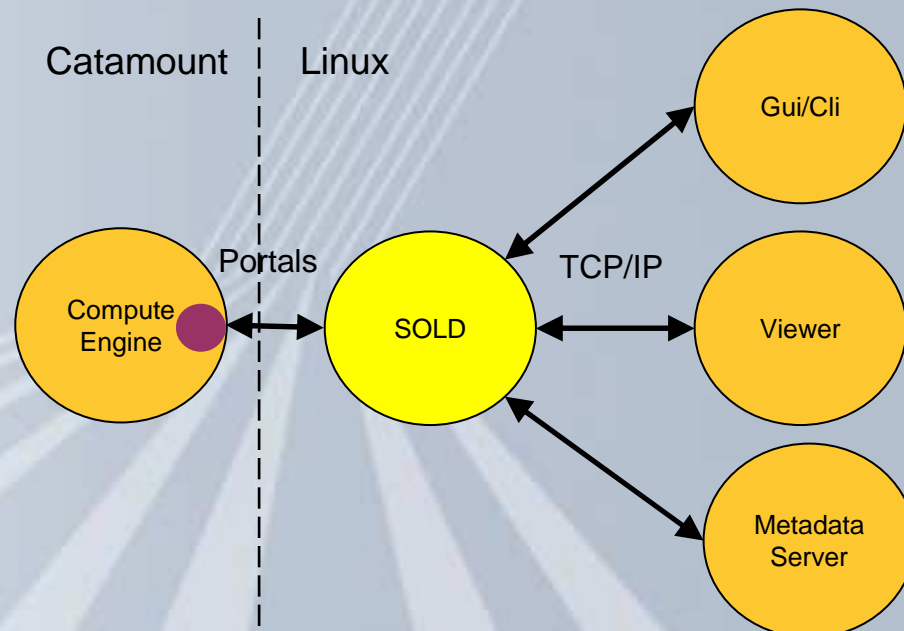 Catamount
Linux
Gui/Cli
Portals
TCP/IP
Compute
Engine
SOLD
Viewer
Metadata
Server